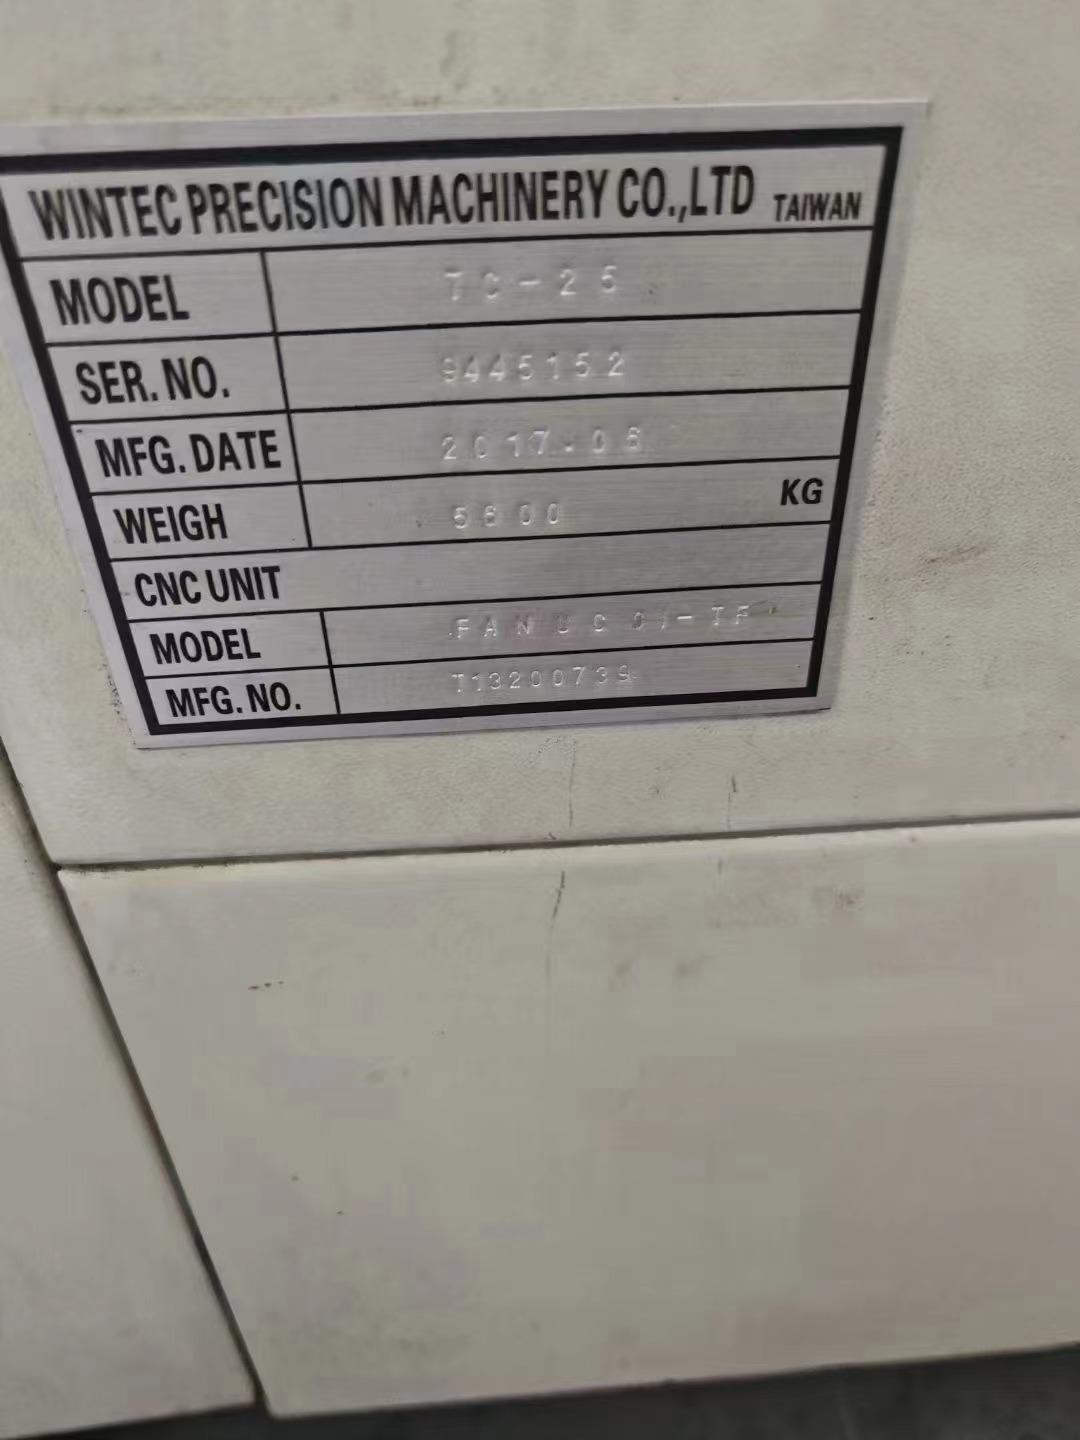 WINTEC PRECISION MACHINERY CO.,LTD TAIWAN
MODEL TC-25
SER. NO. 9445152
MFG. DATE 2017.06
WEIGH 5600 KG
CNC UNIT
MODEL FANUC 0i-TF
MFG. NO. T13200739